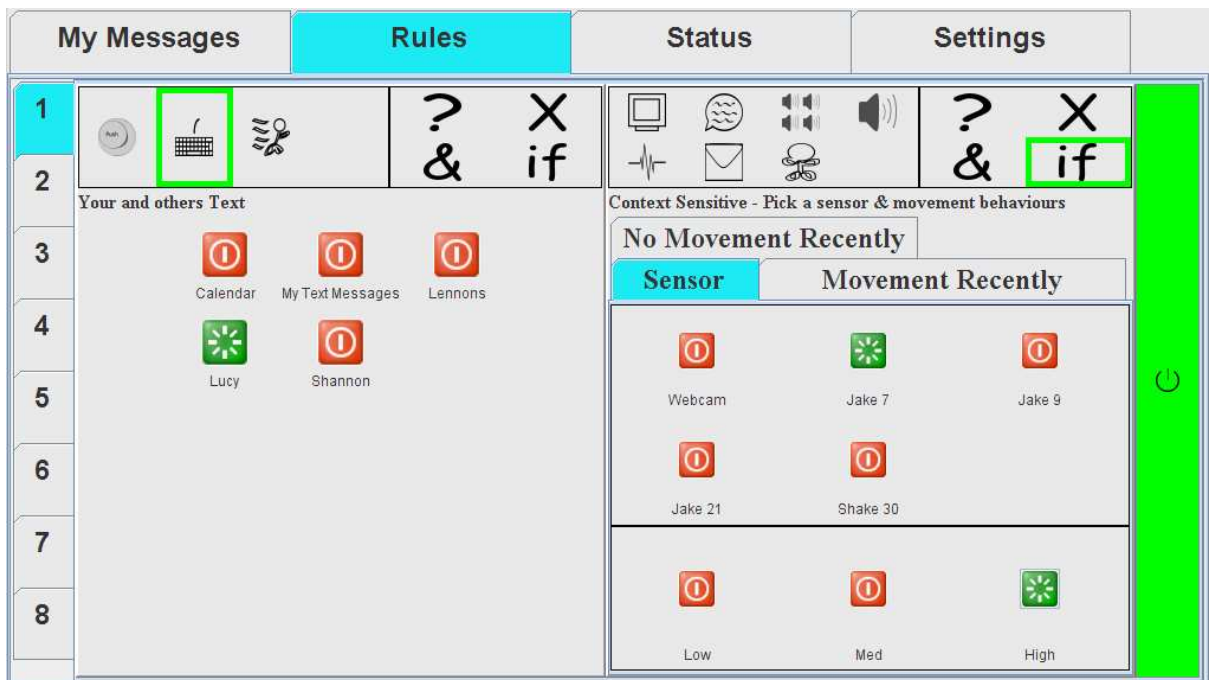 My Messages
Rules
Status
Settings
1
2
3
4
5
6
7
8
Push
? X
& if
Your and others Text
Calendar
My Text Messages
Lennons
Lucy
Shannon
? X
& if
Context Sensitive - Pick a sensor & movement behaviours
No Movement Recently
Sensor
Movement Recently
Webcam
Jake 7
Jake 9
Jake 21
Shake 30
Low
Med
High